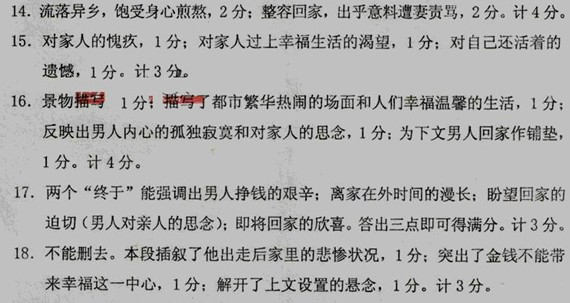 14．流落异乡，饱受身心煎熬，2 分；整容回家，出乎意料遭妻责骂，2 分。计 4 分。
15．对家人的愧疚，1 分；对家人过上幸福生活的渴望，1 分；对自己还活着的
遗憾，1 分。计 3 分。
16．景物描写 1 分；描写了都市繁华热闹的场面和人们幸福温馨的生活，1 分；
反映出男人内心的孤独寂寞和对家人的思念，1 分；为下文男人回家作铺垫，
1 分。计 4 分。
17．两个“终于”能强调出男人挣钱的艰辛；离家在外时间的漫长；盼望回家的
迫切（男人对亲人的思念）；即将回家的欣喜。答出三点即可得满分。计 3 分。
18．不能删去。本段插叙了他出走后家里的悲惨状况，1 分；突出了金钱不能带
来幸福这一中心，1 分；解开了上文设置的悬念，1 分。计 3 分。